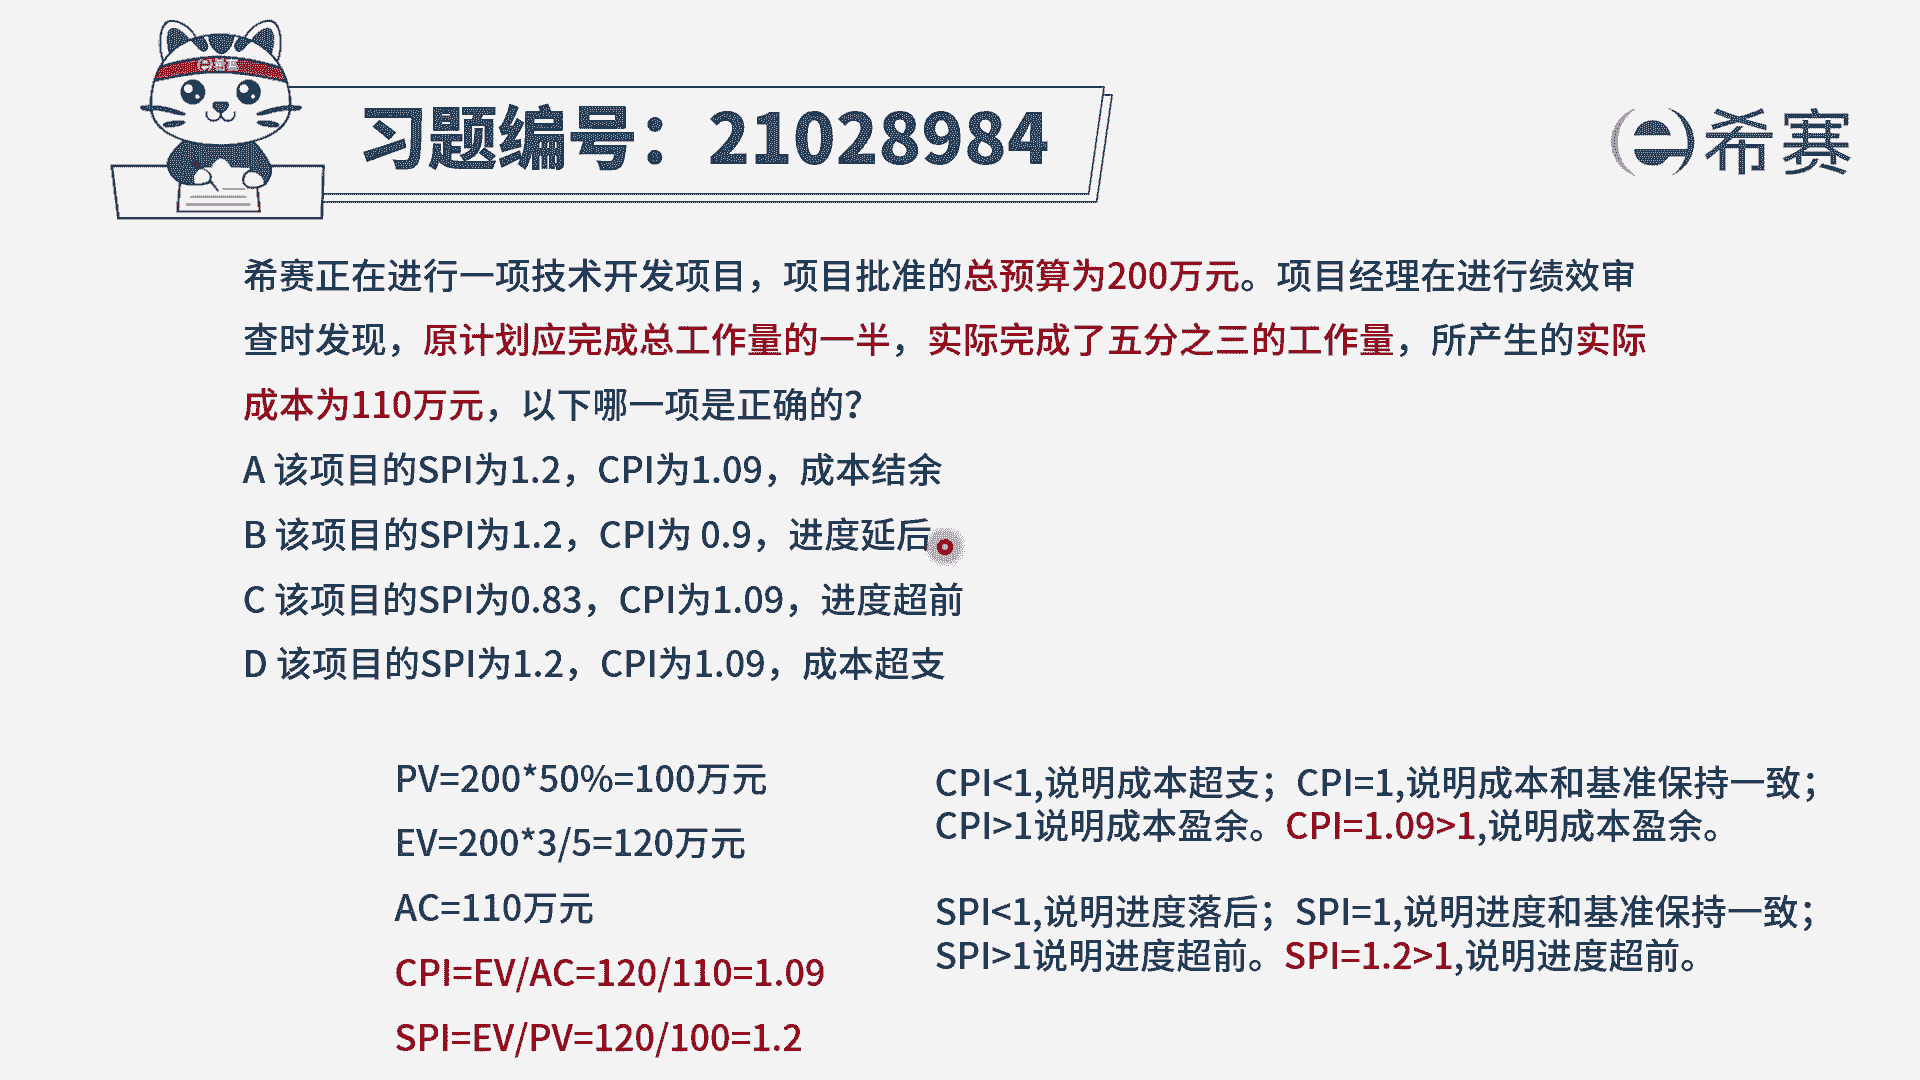 习题编号：21028984
希赛
希赛
希赛正在进行一项技术开发项目，项目批准的总预算为200万元。项目经理在进行绩效审
查时发现，原计划应完成总工作量的一半，实际完成了五分之三的工作量，所产生的实际
成本为110万元，以下哪一项是正确的？
A 该项目的SPI为1.2，CPI为1.09，成本结余
B 该项目的SPI为1.2，CPI为 0.9，进度延后
C 该项目的SPI为0.83，CPI为1.09，进度超前
D 该项目的SPI为1.2，CPI为1.09，成本超支
PV=200*50%=100万元
EV=200*3/5=120万元
AC=110万元
CPI=EV/AC=120/110=1.09
SPI=EV/PV=120/100=1.2
CPI<1,说明成本超支；CPI=1,说明成本和基准保持一致；
CPI>1说明成本盈余。CPI=1.09>1,说明成本盈余。
SPI<1,说明进度落后；SPI=1,说明进度和基准保持一致；
SPI>1说明进度超前。SPI=1.2>1,说明进度超前。